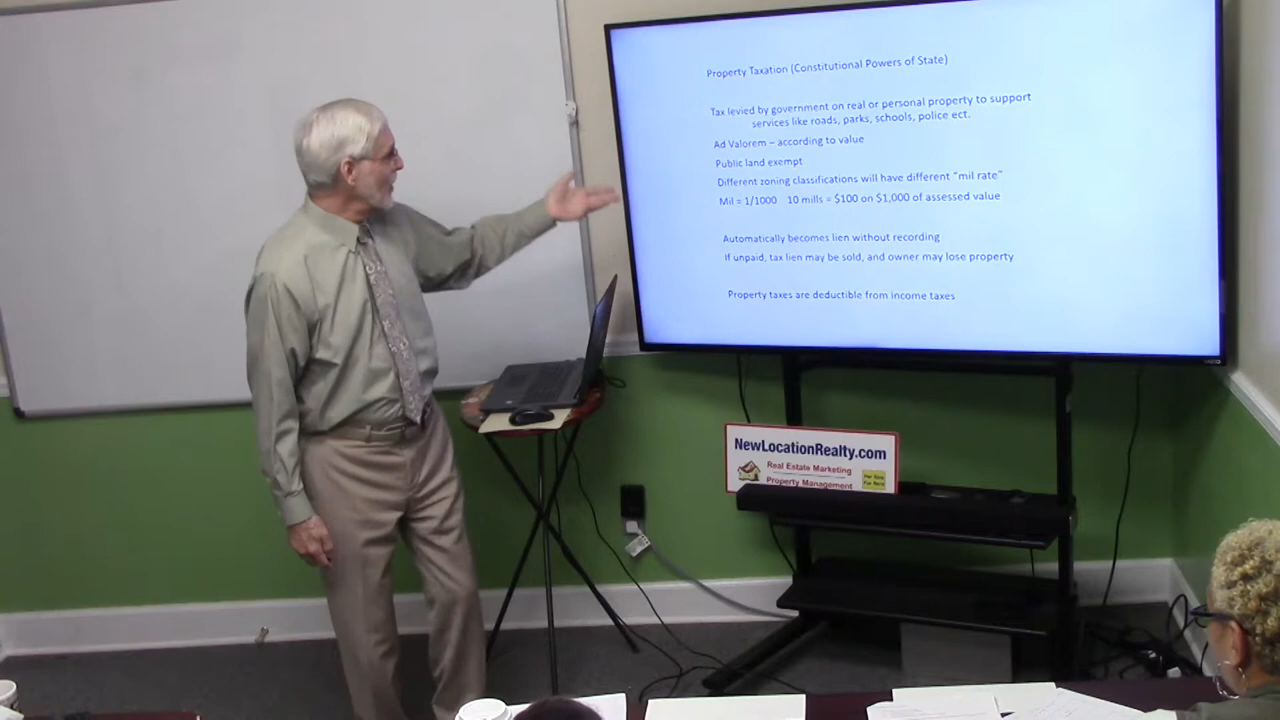 Property Taxation (Constitutional Powers of State)
Tax levied by government on real or personal property to support
services like roads, parks, schools, police ect.
Ad Valorem – according to value
Public land exempt
Different zoning classifications will have different “mil rate”
Mil = 1/1000 10 mills = $100 on $1,000 of assessed value
Automatically becomes lien without recording
If unpaid, tax lien may be sold, and owner may lose property
Property taxes are deductible from income taxes
NewLocationRealty.com
Real Estate Marketing
Property Management
For Sale
For Rent